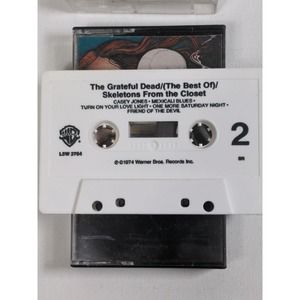 The Grateful Dead/(The Best Of)/
Skeletons From the Closet
CASEY JONES • MEXICALI BLUES •
TURN ON YOUR LOVE LIGHT • ONE MORE SATURDAY NIGHT •
FRIEND OF THE DEVIL
LSW 2764
2
SR
℗©1974 Warner Bros. Records Inc.